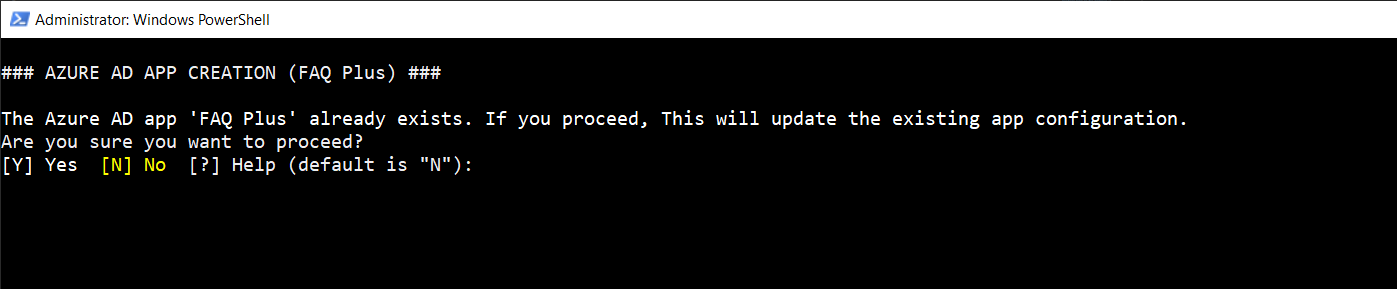 Administrator: Windows PowerShell
### AZURE AD APP CREATION (FAQ Plus) ###
The Azure AD app 'FAQ Plus' already exists. If you proceed, This will update the existing app configuration.
Are you sure you want to proceed?
[Y] Yes  [N] No  [?] Help (default is "N"):